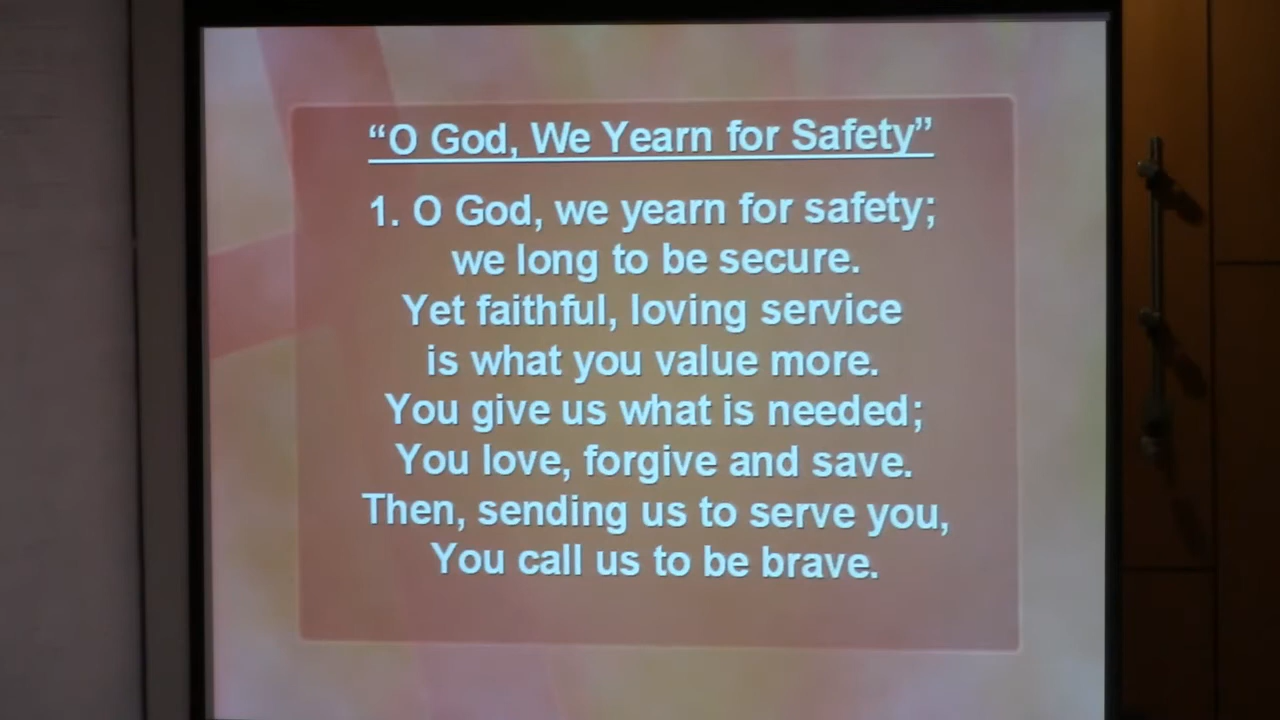 “O God, We Yearn for Safety”
1. O God, we yearn for safety;
we long to be secure.
Yet faithful, loving service
is what you value more.
You give us what is needed;
You love, forgive and save.
Then, sending us to serve you,
You call us to be brave.